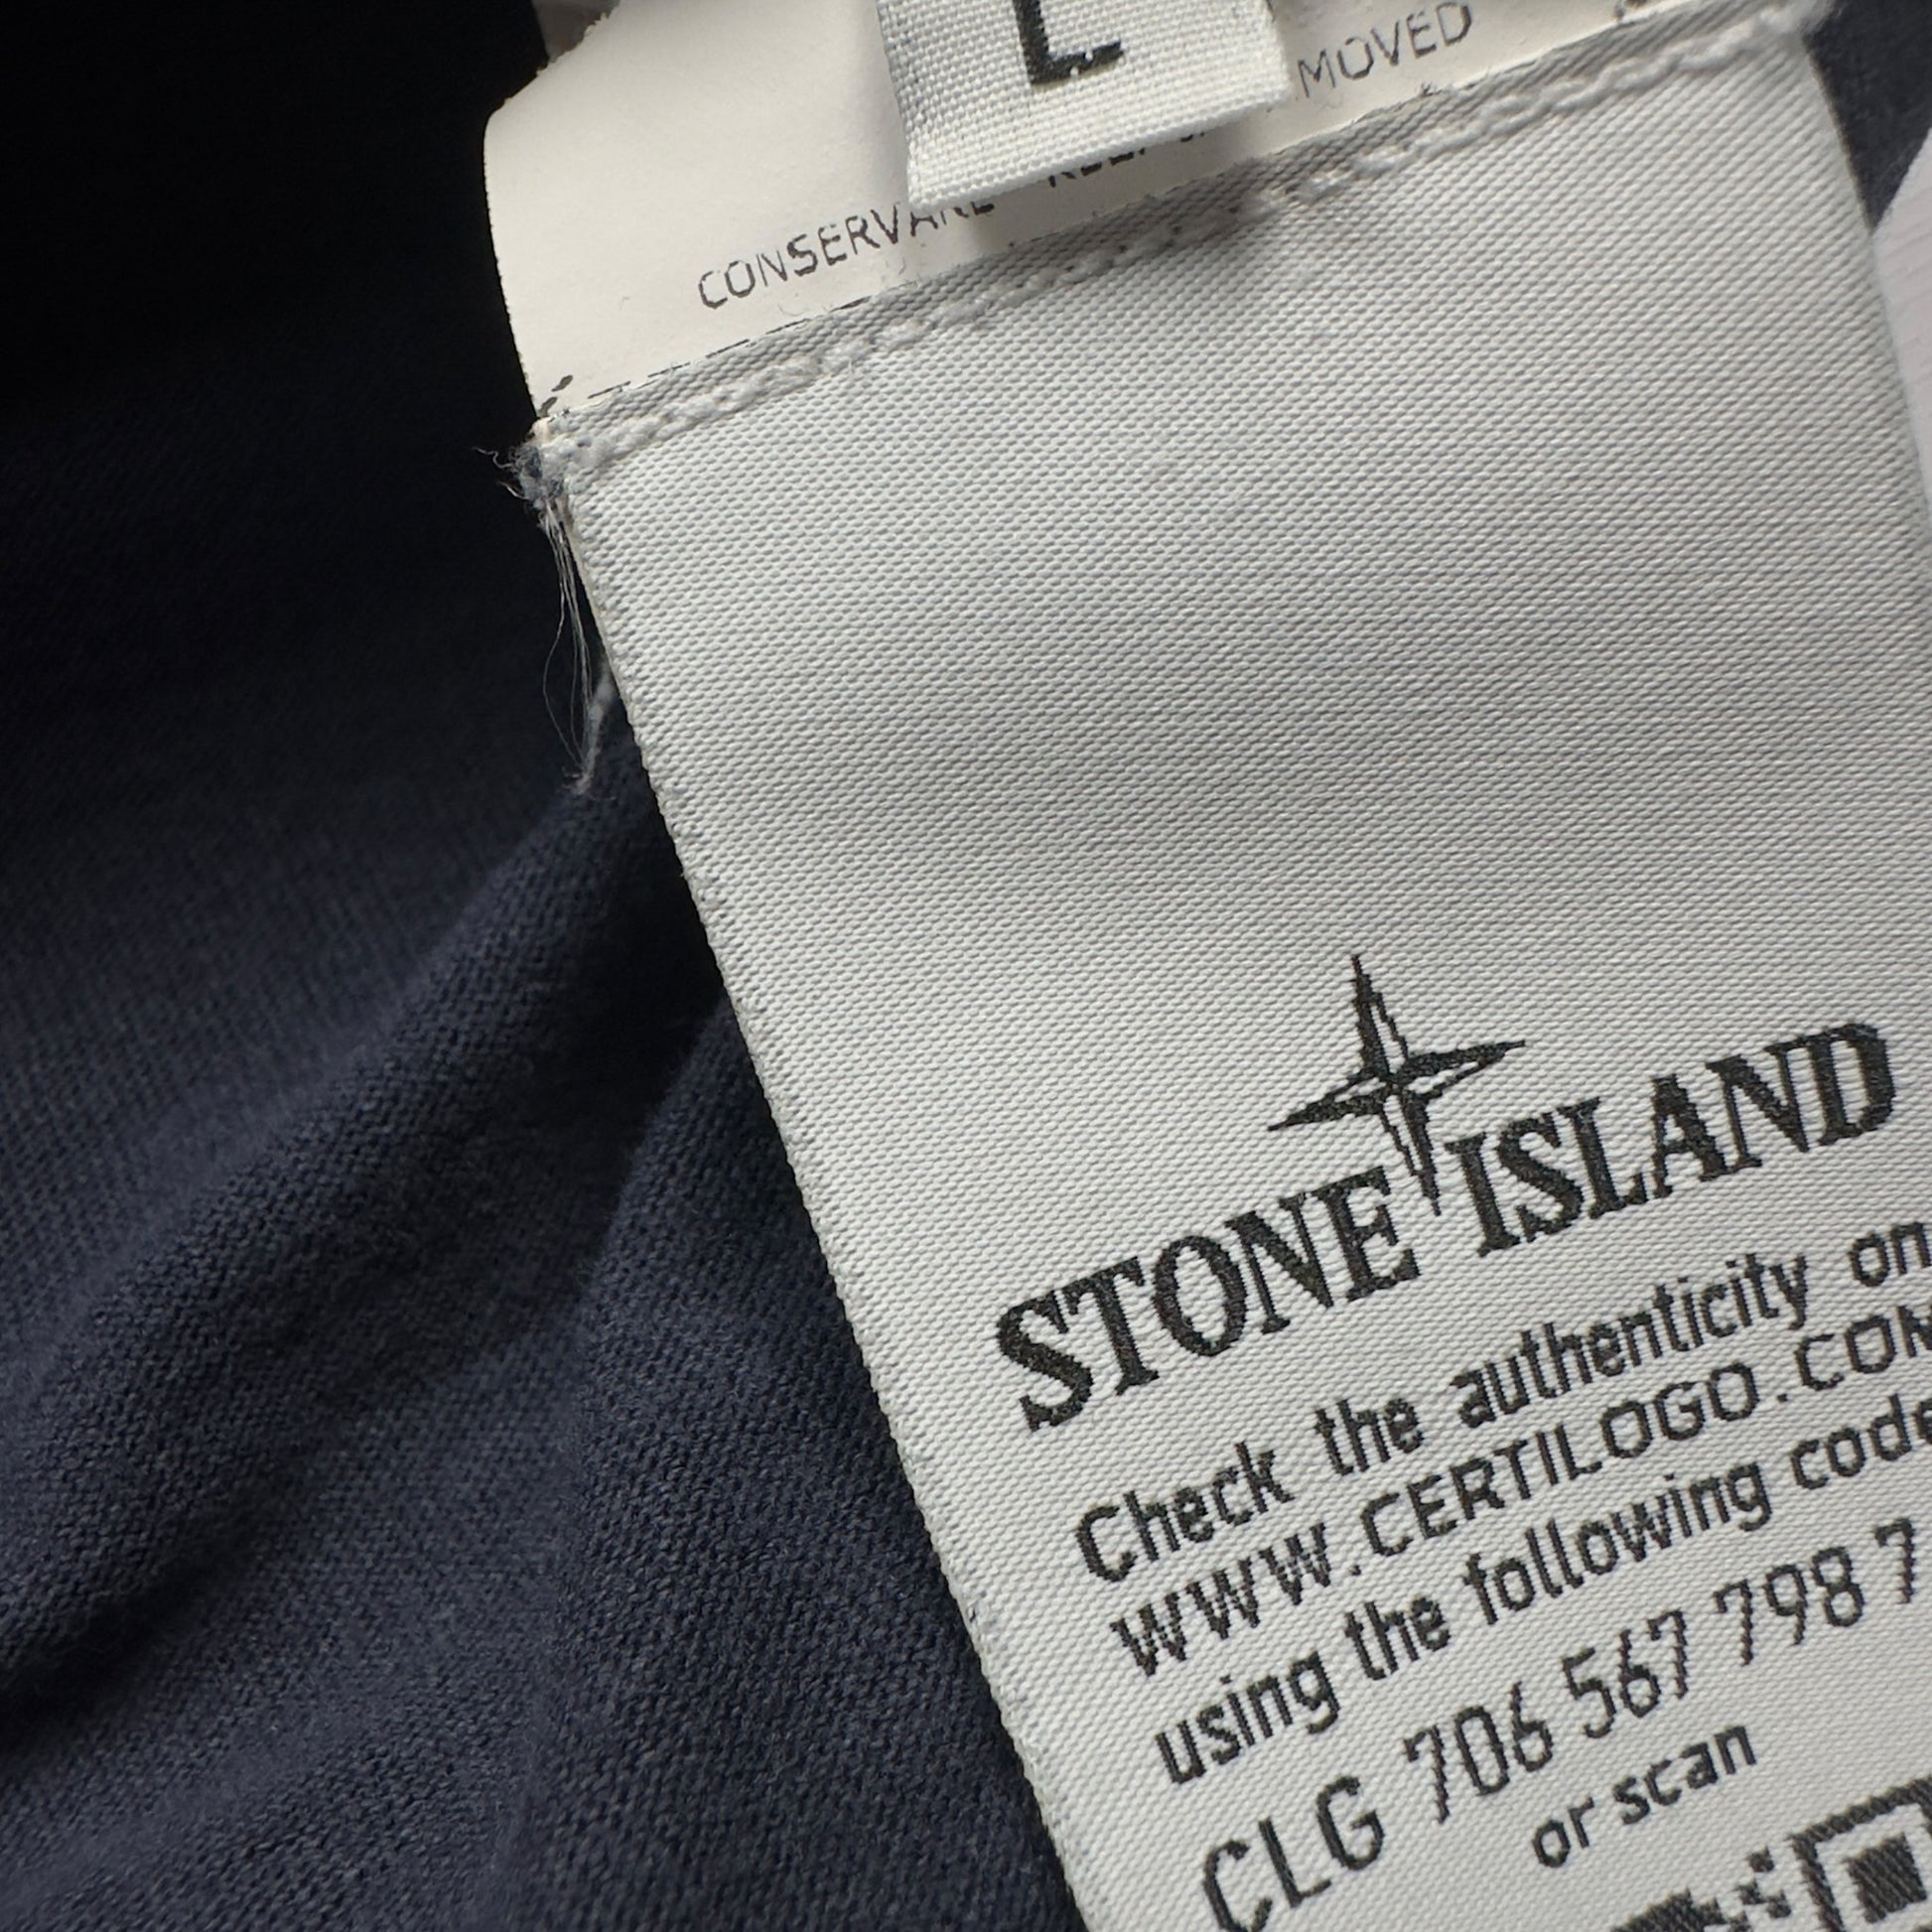 L
MOVED
CONSERVARE
STONE ISLAND
Check the authenticity on
WWW.CERTILOGO.COM
using the following code
CLG 706 567 798 7
or scan